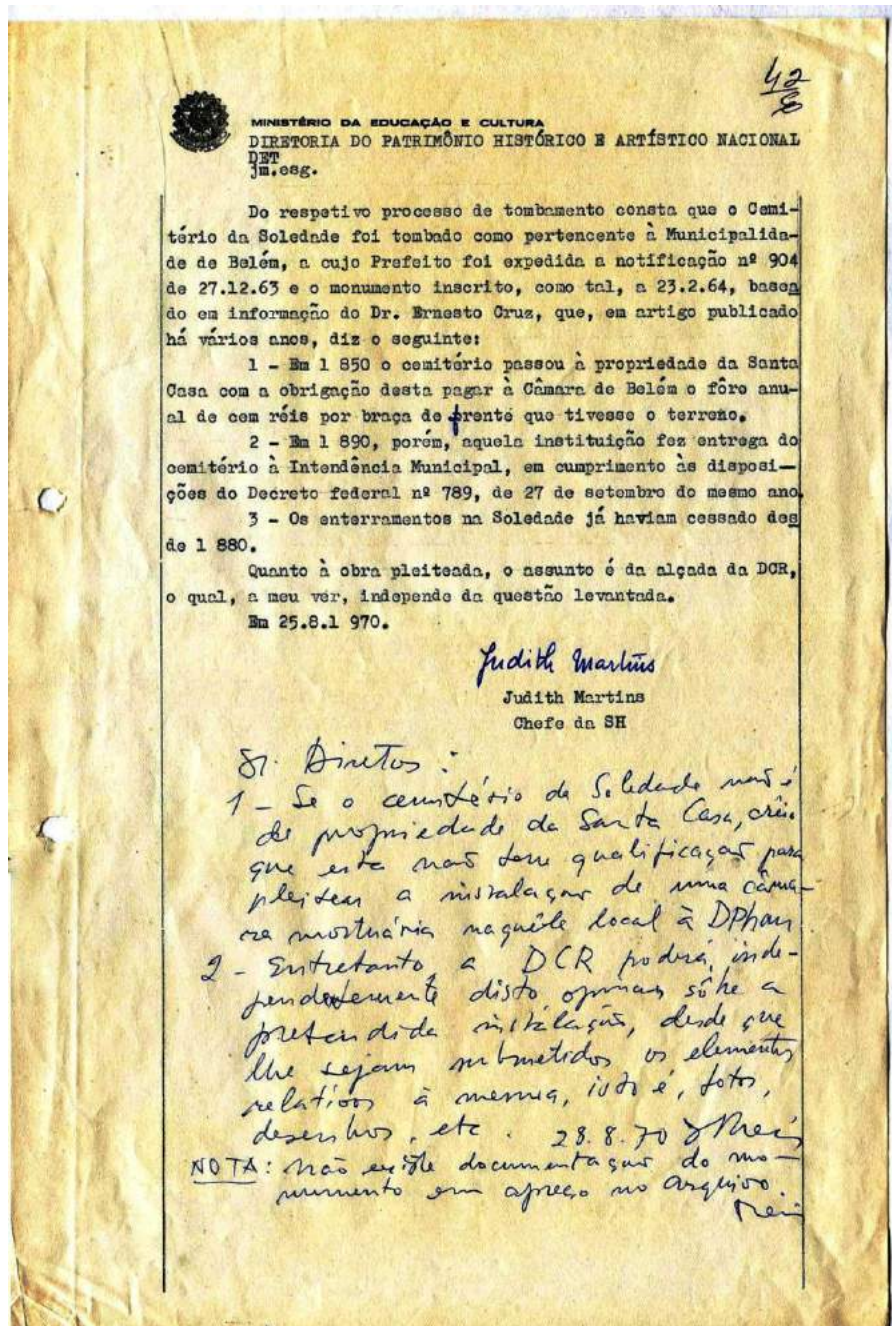 42
MINISTÉRIO DA EDUCAÇÃO E CULTURA
DIRETORIA DO PATRIMÔNIO HISTÓRICO E ARTÍSTICO NACIONAL
DET
jm.esg.
Do respetivo processo de tombamento consta que o Cemi-
tério da Soledade foi tombado como pertencente à Municipalida-
de de Belém, a cujo Prefeito foi expedida a notificação nº 904
de 27.12.63 e o monumento inscrito, como tal, a 23.2.64, basea
do em informação do Dr. Ernesto Cruz, que, em artigo publicado
há vários anos, diz o seguinte:
1 - Em 1 850 o cemitério passou à propriedade da Santa
Casa com a obrigação desta pagar à Câmara de Belém o fôro anu-
al de cem réis por braça de frente que tivesse o terreno.
2 - Em 1 890, porém, aquela instituição fez entrega do
cemitério à Intendência Municipal, em cumprimento às disposi-
ções do Decreto federal nº 789, de 27 de setembro do mesmo ano.
3 - Os enterramentos na Soledade já haviam cessado des
de 1 880.
Quanto à obra pleiteada, o assunto é da alçada da DCR,
o qual, a meu ver, independe da questão levantada.
Em 25.8.1 970.
Judith Martins
Judith Martins
Chefe da SH
Sr. Diretor:
1 - Se o cemitério da Soledade não é
de propriedade da Santa Casa, creio
que esta não tem qualificação para
pleitear a instalação de uma câma-
ra mortuária naquêle local à DPhan
2 - Entretanto, a DCR poderá, inde-
pendentemente disto opinar sôbre a
pretendida instalação, desde que
lhe sejam submetidos os elementos
relativos à mesma, isto é, fotos,
desenhos, etc. 28.8.70
NOTA: Não existe documentação do mo-
numento em aprêço no Arquivo.